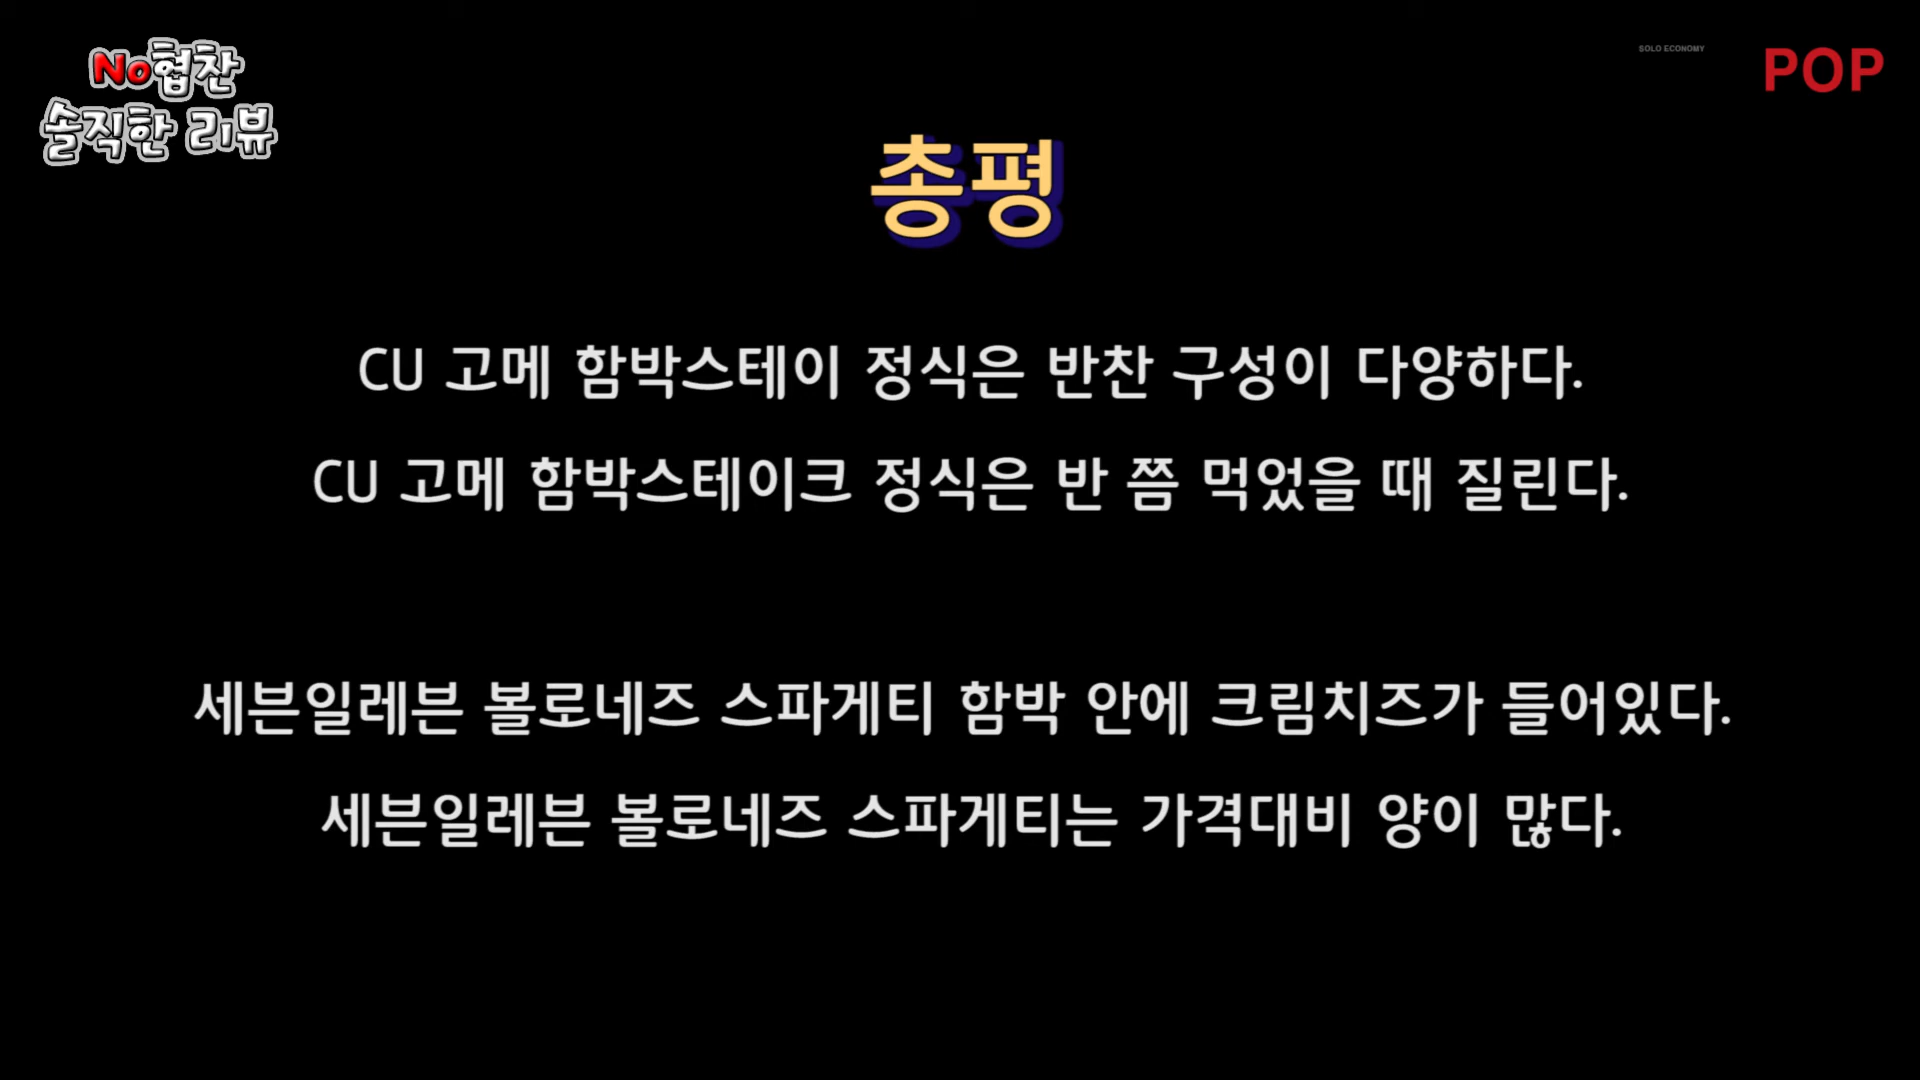 No협찬
솔직한 리뷰
SOLO ECONOMY
POP
총평
CU 고메 함박스테이 정식은 반찬 구성이 다양하다.
CU 고메 함박스테이크 정식은 반 쯤 먹었을 때 질린다.
세븐일레븐 볼로네즈 스파게티 함박 안에 크림치즈가 들어있다.
세븐일레븐 볼로네즈 스파게티는 가격대비 양이 많다.